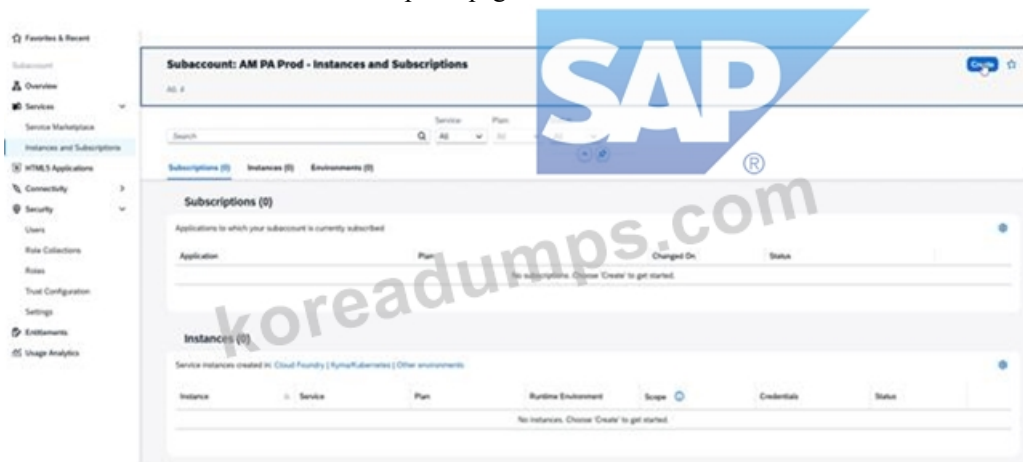 Favorites & Recent
Subaccount
Overview
Services
Service Marketplace
Instances and Subscriptions
HTML5 Applications
Connectivity
Security
Users
Role Collections
Roles
Trust Configuration
Settings
Entitlements
Usage Analytics
Subaccount: AM PA Prod - Instances and Subscriptions
All: #
Create
SAP
®
Service: Plan:
Search All All All
Subscriptions (0) Instances (0) Environments (0)
Subscriptions (0)
Applications to which your subaccount is currently subscribed
Application Plan Changed On Status
No subscriptions. Choose 'Create' to get started.
koreadumps.com
Instances (0)
Service instances created in: Cloud Foundry | Kyma/Kubernetes | Other environments
Instance Service Plan Runtime Environment Scope Credentials Status
No instances. Choose 'Create' to get started.